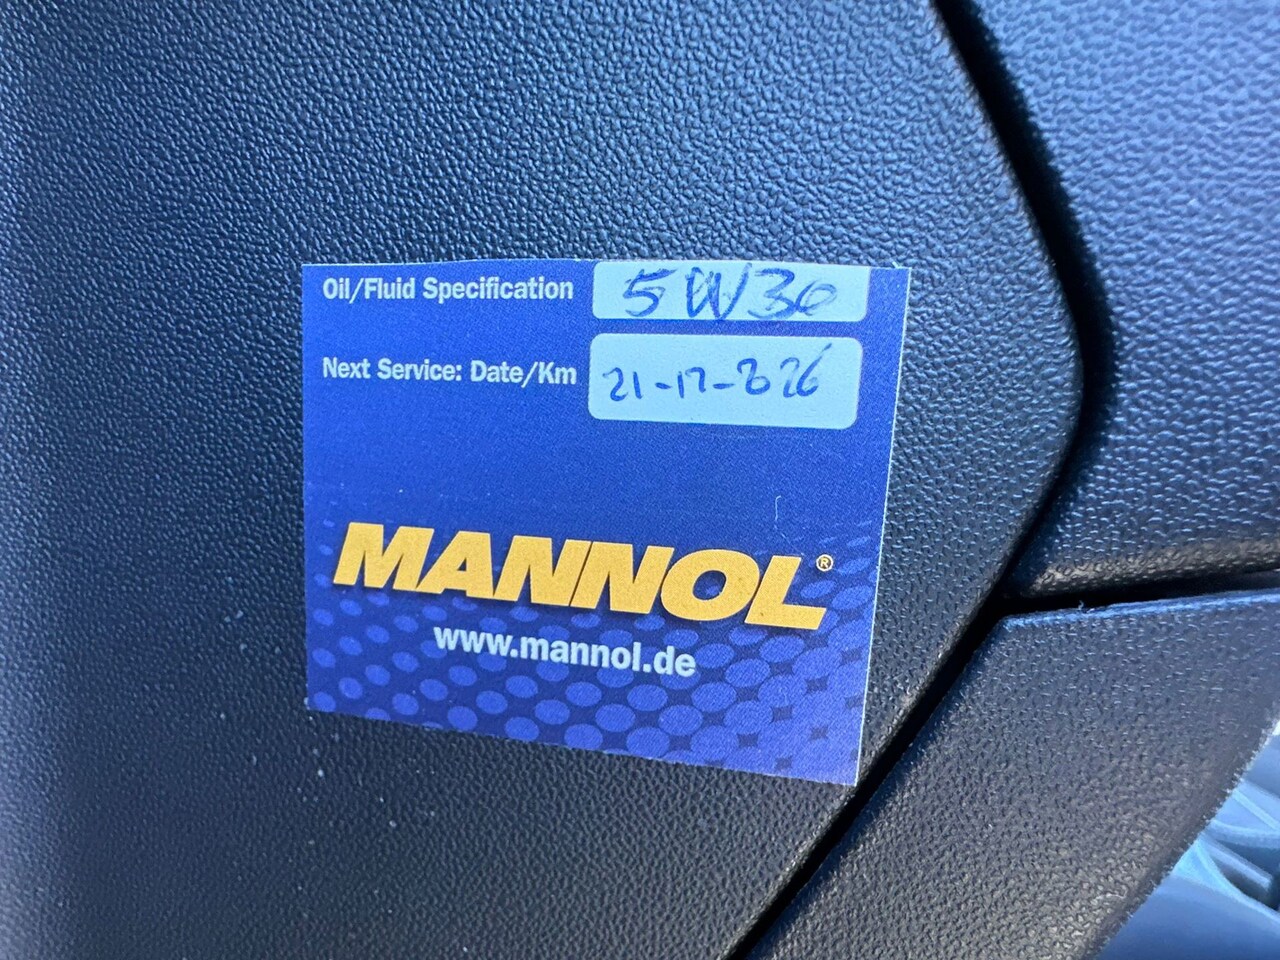 Oil/Fluid Specification 5W30
Next Service: Date/Km 21-12-2026
MANNOL®
www.mannol.de